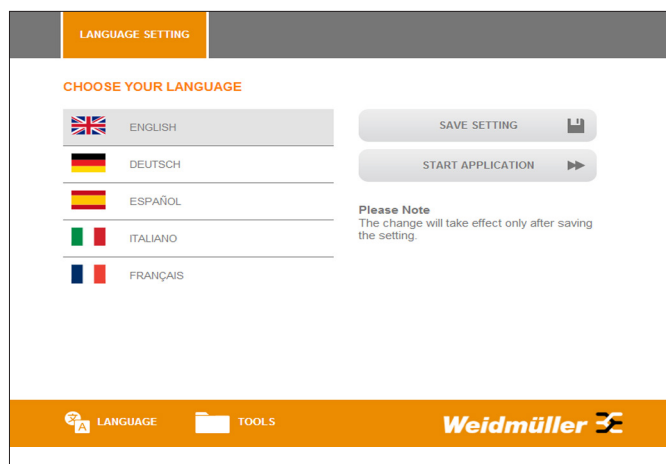 LANGUAGE SETTING
CHOOSE YOUR LANGUAGE
ENGLISH
DEUTSCH
ESPAÑOL
ITALIANO
FRANÇAIS
SAVE SETTING
START APPLICATION
Please Note
The change will take effect only after saving
the setting.
LANGUAGE
TOOLS
Weidmüller